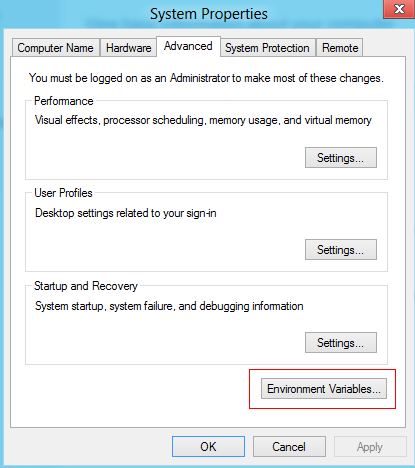 System Properties
Computer Name Hardware Advanced System Protection Remote
You must be logged on as an Administrator to make most of these changes.
Performance
Visual effects, processor scheduling, memory usage, and virtual memory
Settings...
User Profiles
Desktop settings related to your sign-in
Settings...
Startup and Recovery
System startup, system failure, and debugging information
Settings...
Environment Variables...
OK Cancel Apply